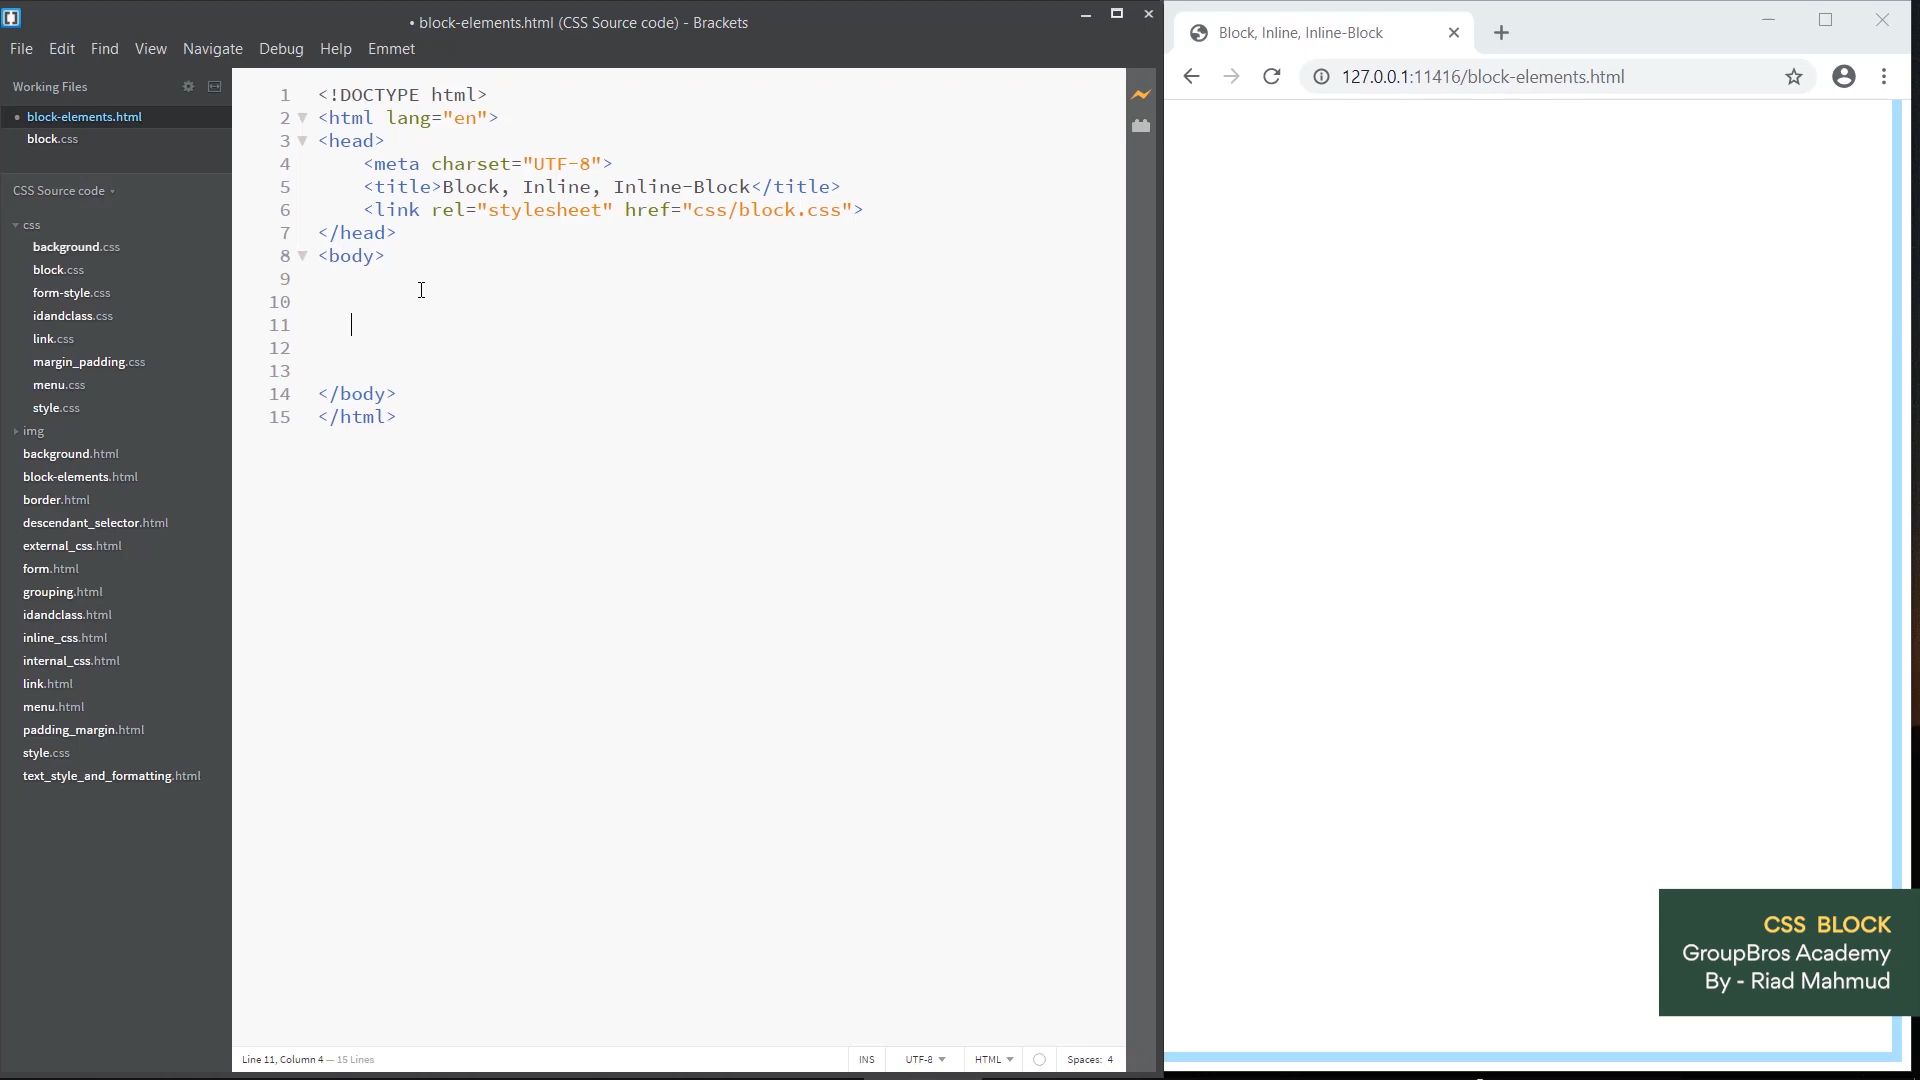 • block-elements.html (CSS Source code) - Brackets
File Edit Find View Navigate Debug Help Emmet
Working Files
• block-elements.html
block.css
CSS Source code
css
background.css
block.css
form-style.css
idandclass.css
link.css
margin_padding.css
menu.css
style.css
img
background.html
block-elements.html
border.html
descendant_selector.html
external_css.html
form.html
grouping.html
idandclass.html
inline_css.html
internal_css.html
link.html
menu.html
padding_margin.html
style.css
text_style_and_formatting.html
1 <!DOCTYPE html>
2 <html lang="en">
3 <head>
4 <meta charset="UTF-8">
5 <title>Block, Inline, Inline-Block</title>
6 <link rel="stylesheet" href="css/block.css">
7 </head>
8 <body>
9
10
11
12
13
14 </body>
15 </html>
Line 11, Column 4 — 15 Lines
INS UTF-8 HTML Spaces: 4
Block, Inline, Inline-Block
127.0.0.1:11416/block-elements.html
CSS BLOCK
GroupBros Academy
By - Riad Mahmud